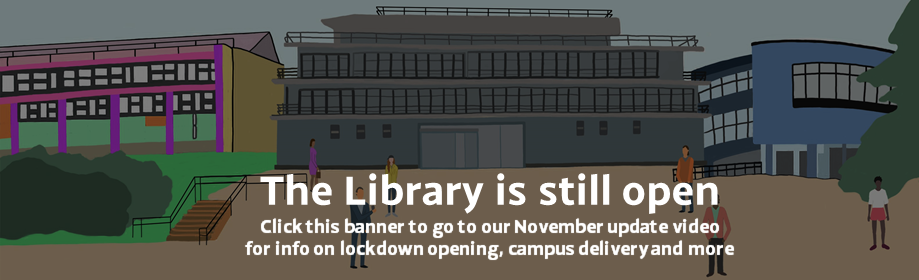 The Library is still open
Click this banner to go to our November update video
for info on lockdown opening, campus delivery and more